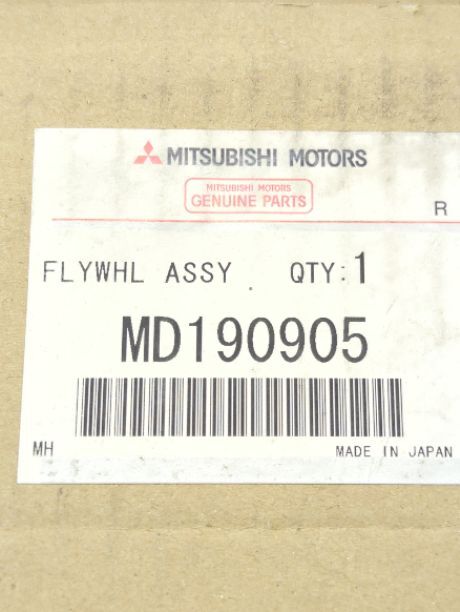 MITSUBISHI MOTORS
MITSUBISHI MOTORS
GENUINE PARTS
R
FLYWHL ASSY QTY:1
MD190905
MH MADE IN JAPAN